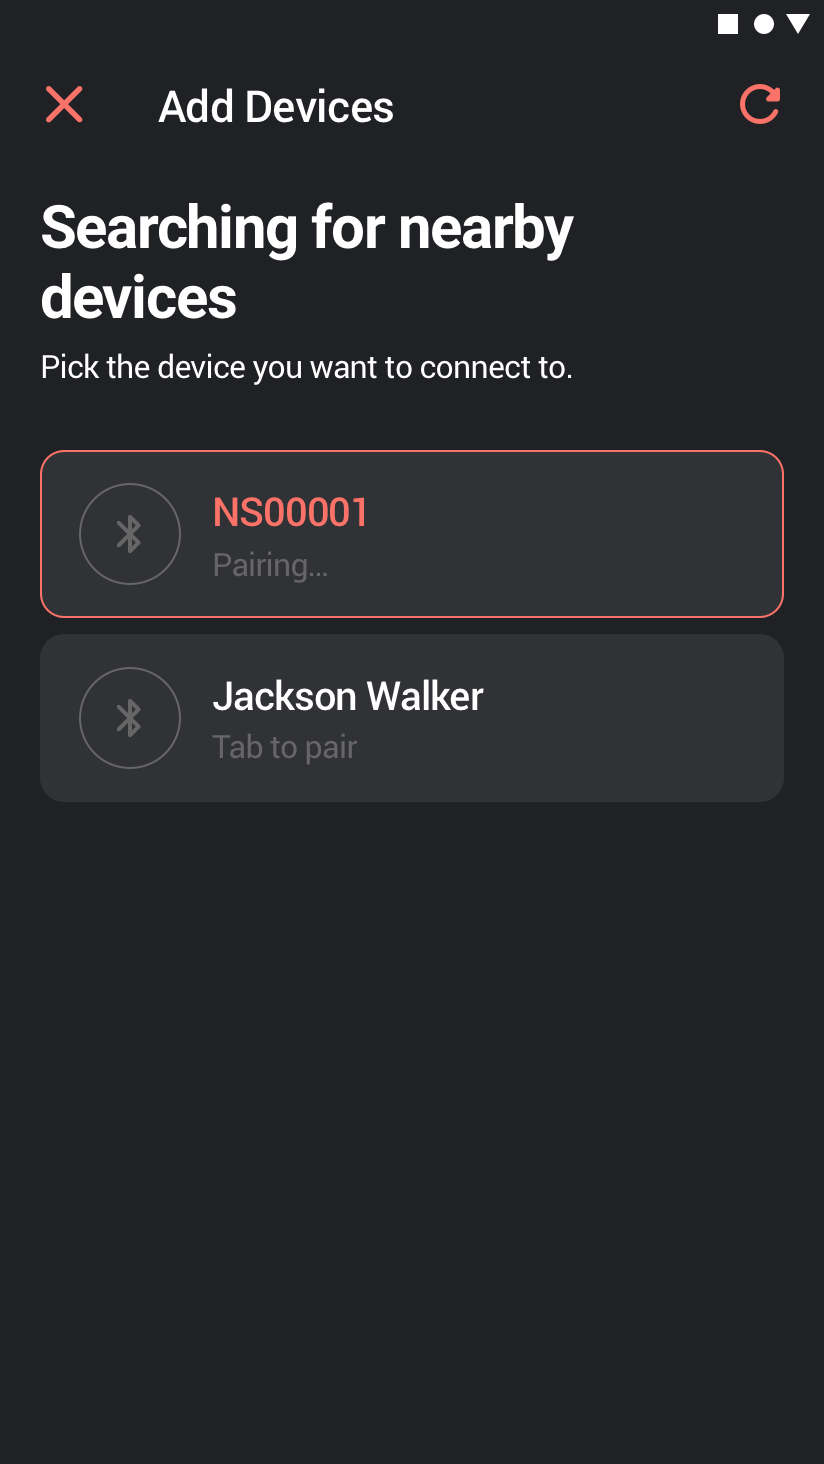 Add Devices
Searching for nearby
devices
Pick the device you want to connect to.
NS00001
Pairing...
Jackson Walker
Tab to pair